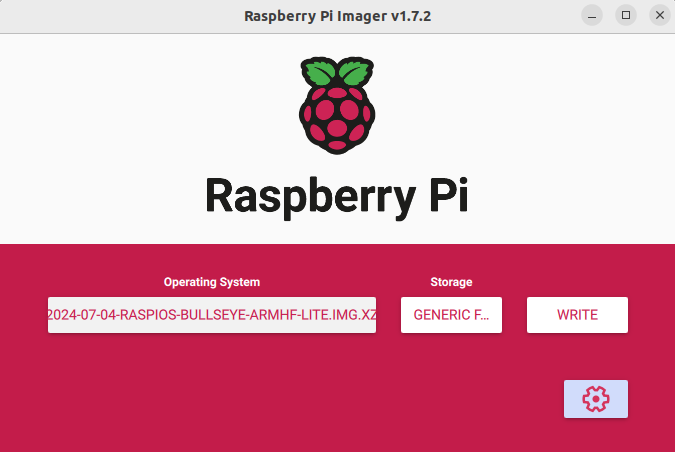 Raspberry Pi Imager v1.7.2
Raspberry Pi
Operating System
Storage
2024-07-04-RASPIOS-BULLSEYE-ARMHF-LITE.IMG.XZ
GENERIC F...
WRITE